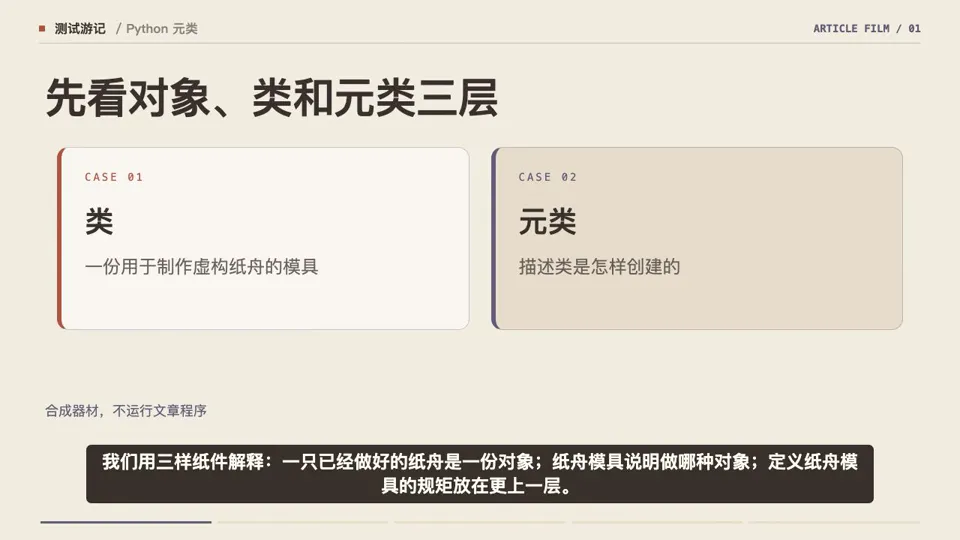 测试游记 / Python 元类
ARTICLE FILM / 01
先看对象、类和元类三层
CASE 01
类
一份用于制作虚构纸舟的模具
CASE 02
元类
描述类是怎样创建的
合成器材，不运行文章程序
我们用三样纸件解释：一只已经做好的纸舟是一份对象；纸舟模具说明做哪种对象；定义纸舟模
具的规矩放在更上一层。